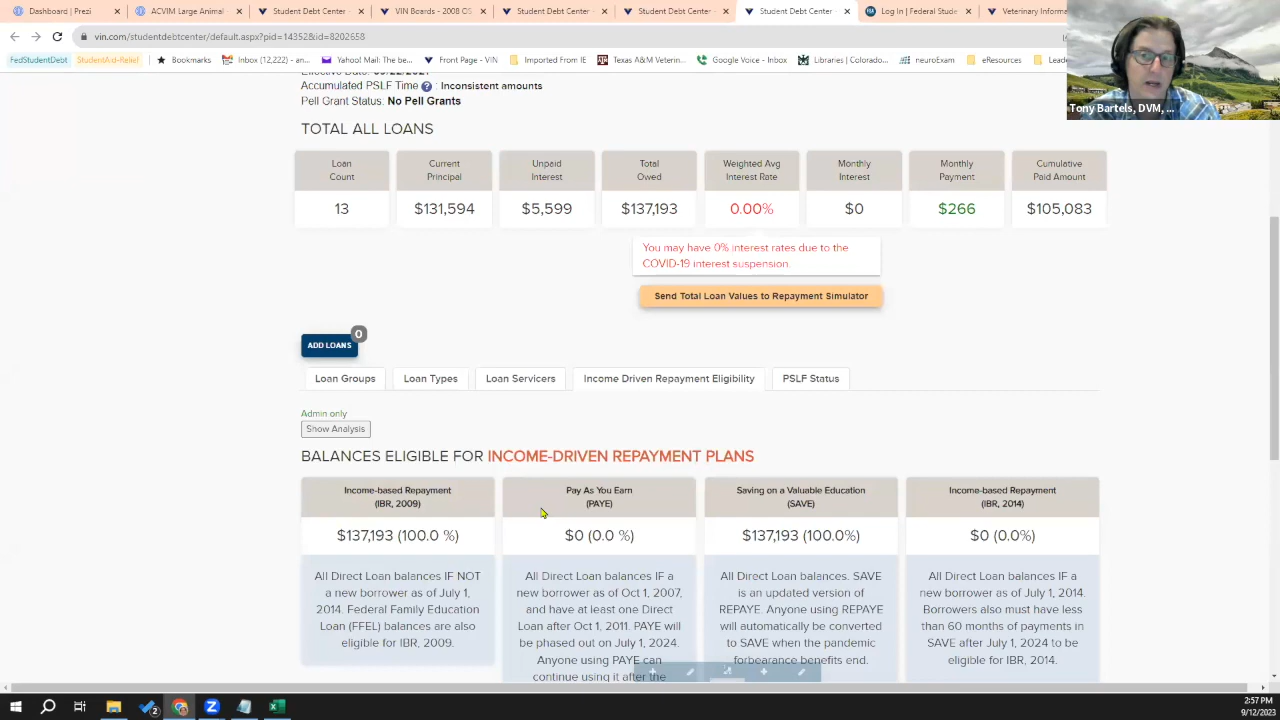 Dashboard | Prezi
ACVIM Large Animal
Student Debt Center -
VIN Boards - 2008 OS
Student Debt Center -
Student Debt Center -
Student Debt Center -
Log In | Federal Stude
Veterinary Informa
vin.com/studentdebtcenter/default.aspx?pid=14352&id=8202658
FedStudentDebt
StudentAid-Relief
Bookmarks
Inbox (12,222) - an...
Yahoo! Mail: The be...
Front Page - VIN
Imported From IE
Texas A&M Veterin...
Google Voice - Inbox
Libraries | Colorado...
neuroExam
eResources
Leade
Tony Bartels, DVM, ...
Accumulated PSLF Time ? : Inconsistent amounts
Pell Grant Status: No Pell Grants
TOTAL ALL LOANS
Loan Count
Current Principal
Unpaid Interest
Total Owed
Weighted Avg Interest Rate
Monthly Interest
Monthly Payment
Cumulative Paid Amount
13
$131,594
$5,599
$137,193
0.00%
$0
$266
$105,083
You may have 0% interest rates due to the
COVID-19 interest suspension.
Send Total Loan Values to Repayment Simulator
0
ADD LOANS
Loan Groups
Loan Types
Loan Servicers
Income Driven Repayment Eligibility
PSLF Status
Admin only
Show Analysis
BALANCES ELIGIBLE FOR INCOME-DRIVEN REPAYMENT PLANS
Income-based Repayment
(IBR, 2009)
$137,193 (100.0 %)
All Direct Loan balances IF NOT
a new borrower as of July 1,
2014. Federal Family Education
Loan (FFEL) balances are also
eligible for IBR, 2009.
Pay As You Earn
(PAYE)
$0 (0.0 %)
All Direct Loan balances IF a
new borrower as of Oct 1, 2007,
and have at least one Direct
Loan after Oct 1, 2011. PAYE will
be phased out on July 1, 2024.
Anyone using PAYE can
continue using it after the
Saving on a Valuable Education
(SAVE)
$137,193 (100.0%)
All Direct Loan balances. SAVE
is an updated version of
REPAYE. Anyone using REPAYE
will automatically be converted
to SAVE when the pandemic
forbearance benefits end.
Income-based Repayment
(IBR, 2014)
$0 (0.0%)
All Direct Loan balances IF a
new borrower as of July 1, 2014.
Borrowers also must have less
than 60 months of payments in
SAVE after July 1, 2024 to be
eligible for IBR, 2014.
2
2:57 PM
9/12/2023